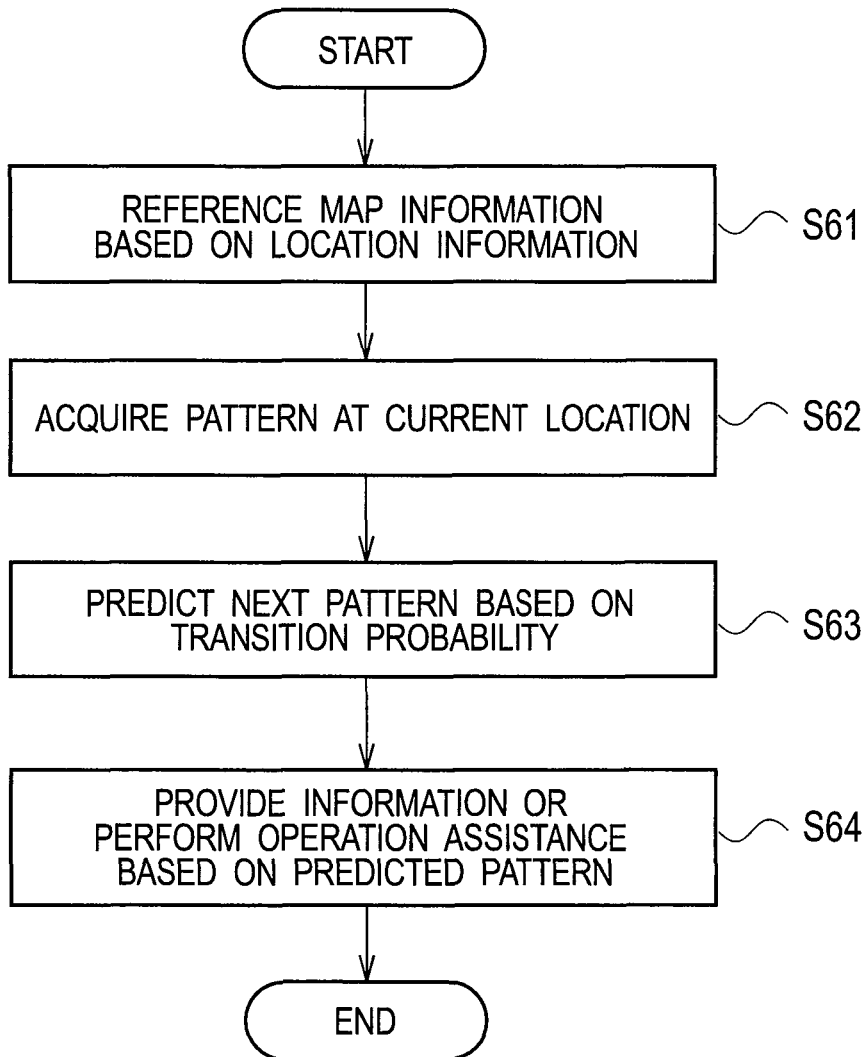 START
REFERENCE MAP INFORMATION
BASED ON LOCATION INFORMATION
S61
ACQUIRE PATTERN AT CURRENT LOCATION
S62
PREDICT NEXT PATTERN BASED ON
TRANSITION PROBABILITY
S63
PROVIDE INFORMATION OR
PERFORM OPERATION ASSISTANCE
BASED ON PREDICTED PATTERN
S64
END